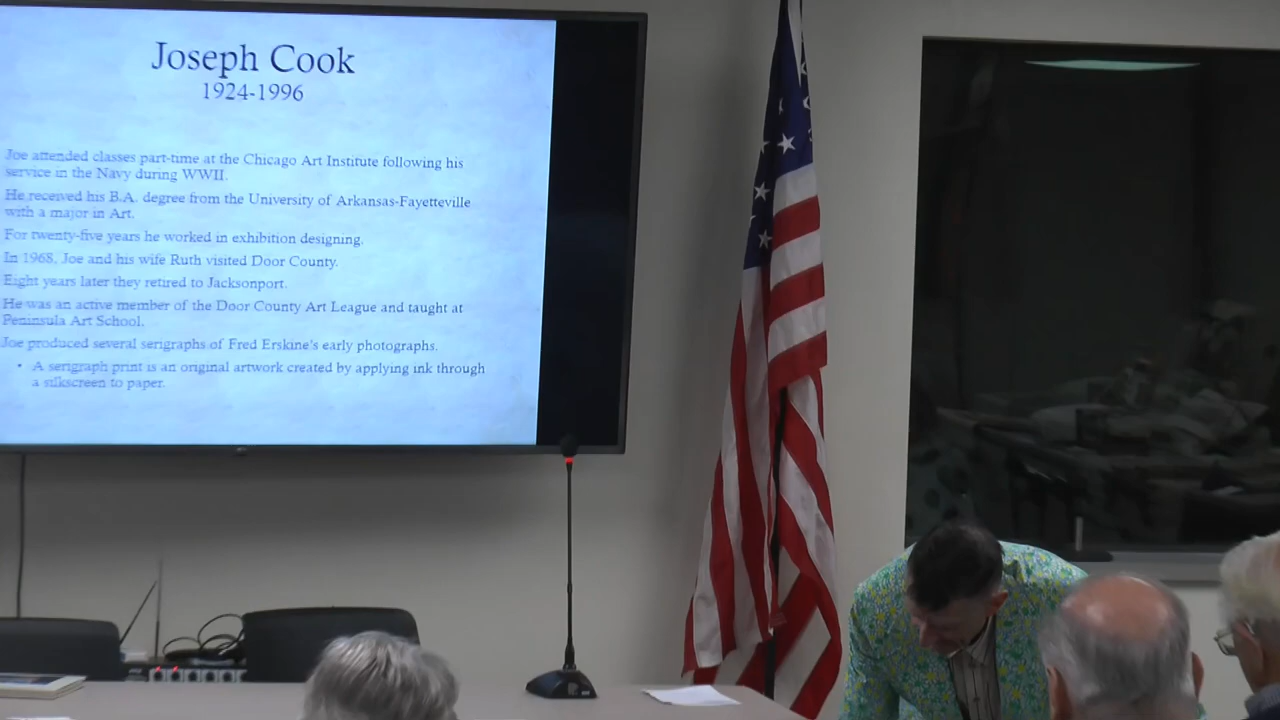 Joseph Cook
1924-1996
Joe attended classes part-time at the Chicago Art Institute following his
service in the Navy during WWII.
He received his B.A. degree from the University of Arkansas-Fayetteville
with a major in Art.
For twenty-five years he worked in exhibition designing.
In 1968, Joe and his wife Ruth visited Door County.
Eight years later they retired to Jacksonport.
He was an active member of the Door County Art League and taught at
Peninsula Art School.
Joe produced several serigraphs of Fred Erskine's early photographs.
• A serigraph print is an original artwork created by applying ink through
a silkscreen to paper.